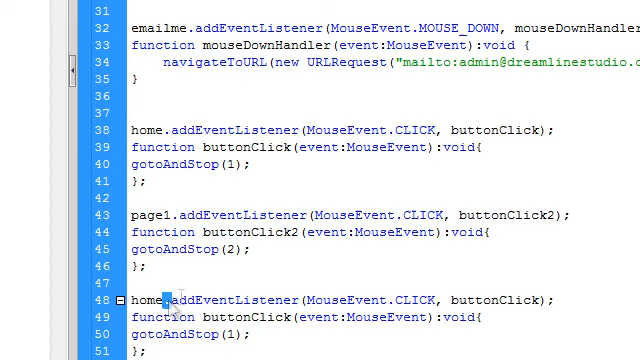 31
32 emailme.addEventListener(MouseEvent.MOUSE_DOWN, mouseDownHandler
33 function mouseDownHandler(event:MouseEvent):void {
34 navigateToURL(new URLRequest("mailto:admin@dreamlinestudio.c
35 }
36
37
38 home.addEventListener(MouseEvent.CLICK, buttonClick);
39 function buttonClick(event:MouseEvent):void{
40 gotoAndStop(1);
41 };
42
43 page1.addEventListener(MouseEvent.CLICK, buttonClick2);
44 function buttonClick2(event:MouseEvent):void{
45 gotoAndStop(2);
46 };
47
48 home.addEventListener(MouseEvent.CLICK, buttonClick);
49 function buttonClick(event:MouseEvent):void{
50 gotoAndStop(1);
51 };